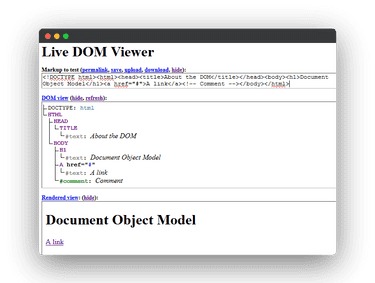 Live DOM Viewer
Markup to test (permalink, save, upload, download, hide):
<!DOCTYPE html><html><head><title>About the DOM</title></head><body><h1>Document
Object Model</h1><a href="#">A link</a><!-- Comment --></body></html>
DOM view (hide, refresh):
DOCTYPE: html
HTML
HEAD
TITLE
#text: About the DOM
BODY
H1
#text: Document Object Model
A href="#"
#text: A link
#comment: Comment
Rendered view: (hide):
Document Object Model
A link